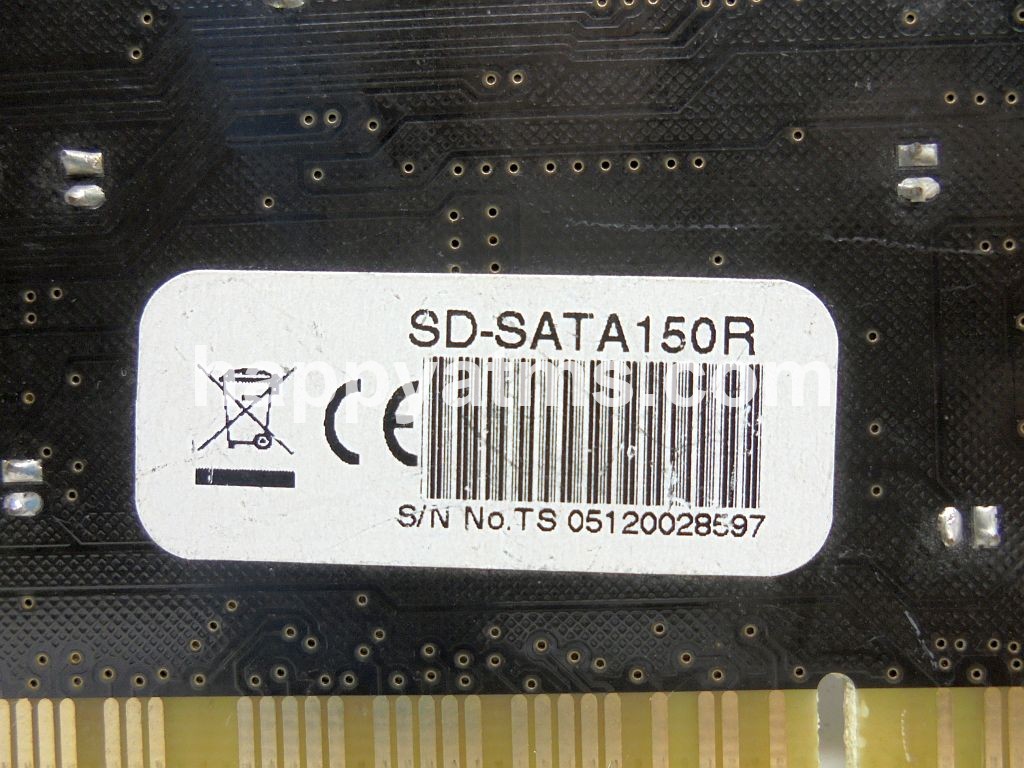 SD-SATA150R
happyatms.com
CE
S/N No.TS 05120028597